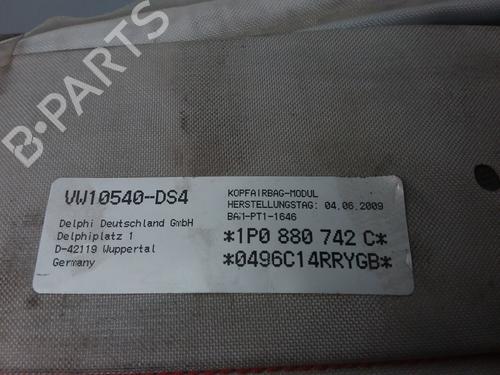 B-PARTS
VW10540-DS4
Delphi Deutschland GmbH
Delphiplatz 1
D-42119 Wuppertal
Germany
KOPFAIRBAG-MODUL
HERSTELLUNGSTAG: 04.06.2009
BAM-PT1-1646
*1P0 880 742 C*
*0496C14RRYGB*